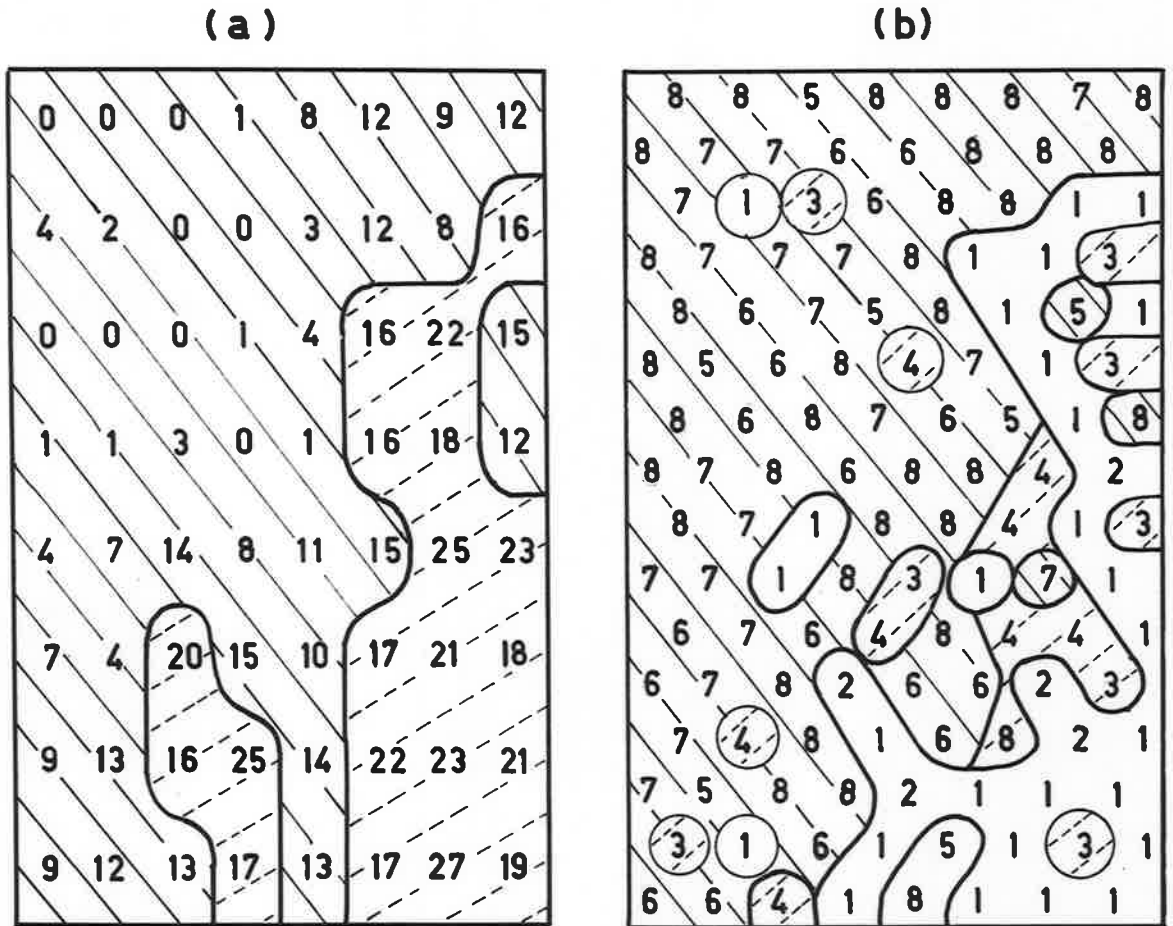 (a)
0 0 0 1 8 12 9 12
4 2 0 0 3 12 8 16
0 0 0 1 4 16 22 15
1 1 3 0 1 16 18 12
4 7 14 8 11 15 25 23
7 4 20 15 10 17 21 18
9 13 16 25 14 22 23 21
9 12 13 17 13 17 27 19
(b)
8 8 5 8 8 8 7 8
8 7 7 6 6 8 8 8
7 1 3 6 8 8 1 1
8 7 7 7 8 1 1 3
8 6 7 5 8 1 5 1
8 5 6 8 4 7 1 3
8 6 8 7 6 5 1 8
8 7 8 6 8 8 4 2
8 7 1 8 8 4 1 3
7 7 1 8 3 1 7 1
6 7 6 4 8 4 4 1
6 7 8 2 6 6 2 3
7 4 8 1 6 8 2 1
7 5 8 8 2 1 1 1
3 1 6 1 5 1 3 1
6 6 4 1 8 1 1 1